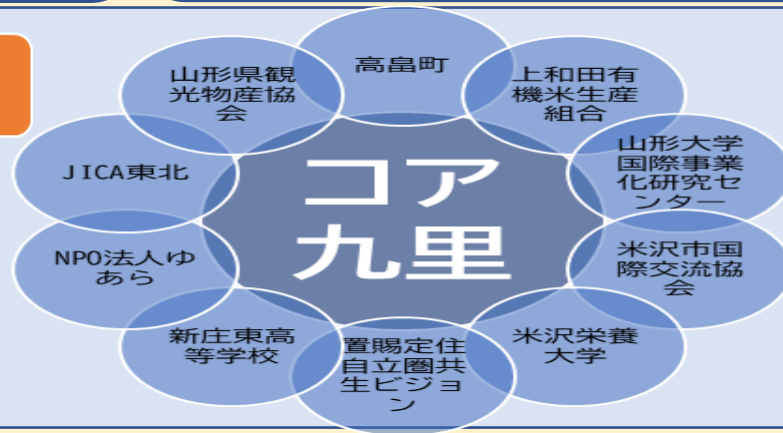 高畠町
上和田有
機米生産
組合
山形大学
国際事業
化研究セ
ンター
米沢市国
際交流協
会
米沢栄養
大学
置賜定住
自立圏共
生ビジョ
ン
新庄東高
等学校
NPO法人ゆ
あら
JICA東北
山形県観
光物産協
会
コア
九里